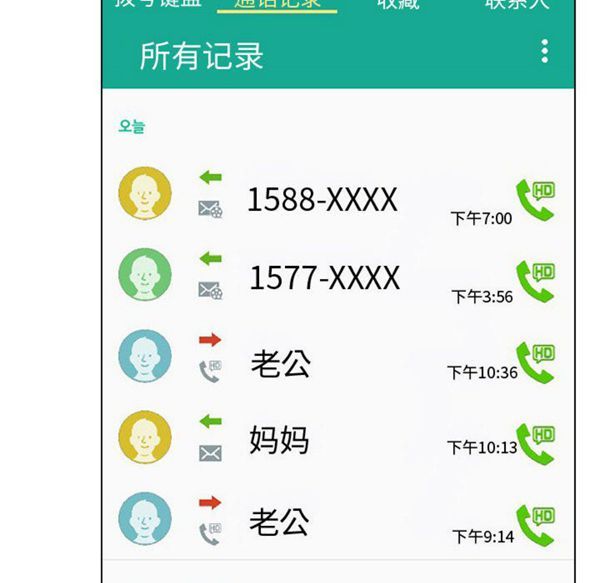 拨号键盘 通话记录 收藏 联系人
所有记录
오늘
1588-XXXX
下午7:00
HD
1577-XXXX
下午3:56
HD
HD
老公
下午10:36
HD
妈妈
下午10:13
HD
HD
老公
下午9:14
HD